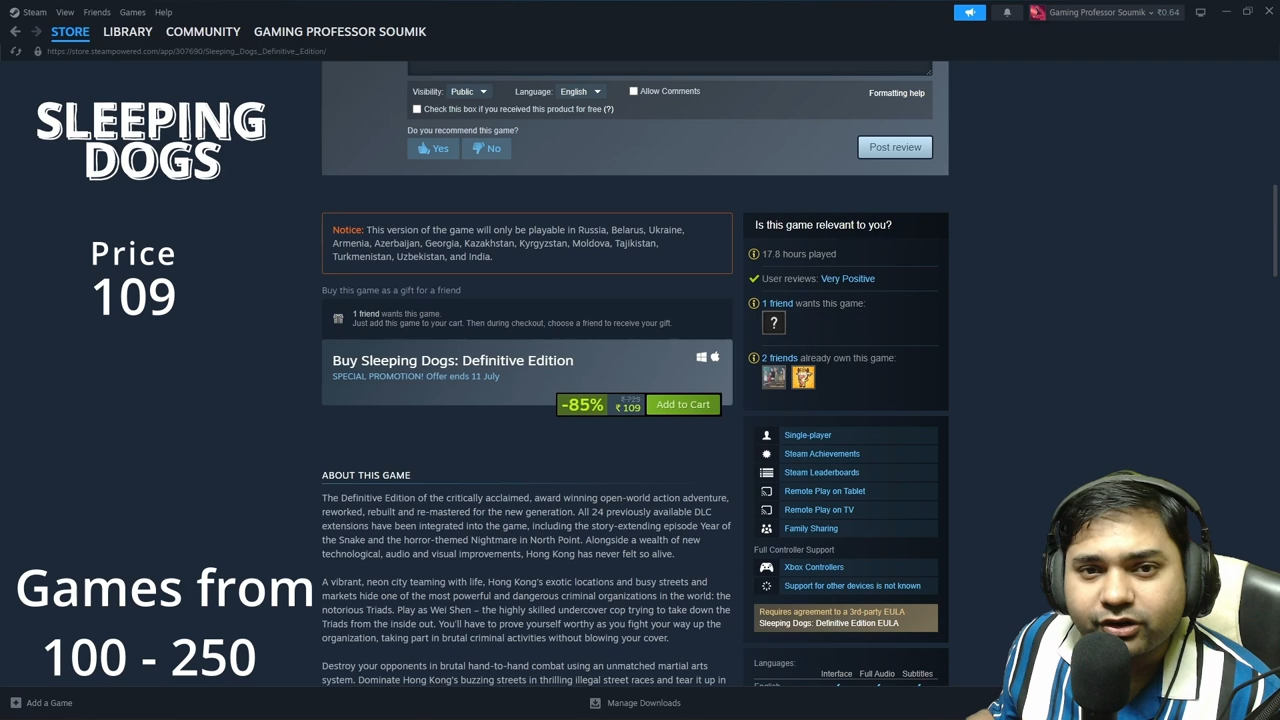 Steam View Friends Games Help
Gaming Professor Soumik ₹0.64
STORE LIBRARY COMMUNITY GAMING PROFESSOR SOUMIK
https://store.steampowered.com/app/307690/Sleeping_Dogs_Definitive_Edition/
SLEEPING
DOGS
Price
109
Games from
100 - 250
Visibility: Public Language: English Allow Comments Formatting help
Check this box if you received this product for free (?)
Do you recommend this game?
Yes No Post review
Notice: This version of the game will only be playable in Russia, Belarus, Ukraine,
Armenia, Azerbaijan, Georgia, Kazakhstan, Kyrgyzstan, Moldova, Tajikistan,
Turkmenistan, Uzbekistan, and India.
Buy this game as a gift for a friend
1 friend wants this game.
Just add this game to your cart. Then during checkout, choose a friend to receive your gift.
Buy Sleeping Dogs: Definitive Edition
SPECIAL PROMOTION! Offer ends 11 July
-85% ₹ 729 ₹ 109 Add to Cart
ABOUT THIS GAME
The Definitive Edition of the critically acclaimed, award winning open-world action adventure,
reworked, rebuilt and re-mastered for the new generation. All 24 previously available DLC
extensions have been integrated into the game, including the story-extending episode Year of
the Snake and the horror-themed Nightmare in North Point. Alongside a wealth of new
technological, audio and visual improvements, Hong Kong has never felt so alive.
A vibrant, neon city teaming with life, Hong Kong's exotic locations and busy streets and
markets hide one of the most powerful and dangerous criminal organizations in the world: the
notorious Triads. Play as Wei Shen – the highly skilled undercover cop trying to take down the
Triads from the inside out. You'll have to prove yourself worthy as you fight your way up the
organization, taking part in brutal criminal activities without blowing your cover.
Destroy your opponents in brutal hand-to-hand combat using an unmatched martial arts
system. Dominate Hong Kong's buzzing streets in thrilling illegal street races and tear it up in
Is this game relevant to you?
17.8 hours played
User reviews: Very Positive
1 friend wants this game:
?
2 friends already own this game:
Single-player
Steam Achievements
Steam Leaderboards
Remote Play on Tablet
Remote Play on TV
Family Sharing
Full Controller Support
Xbox Controllers
Support for other devices is not known
Requires agreement to a 3rd-party EULA
Sleeping Dogs: Definitive Edition EULA
Languages:
Interface Full Audio Subtitles
English
Add a Game Manage Downloads